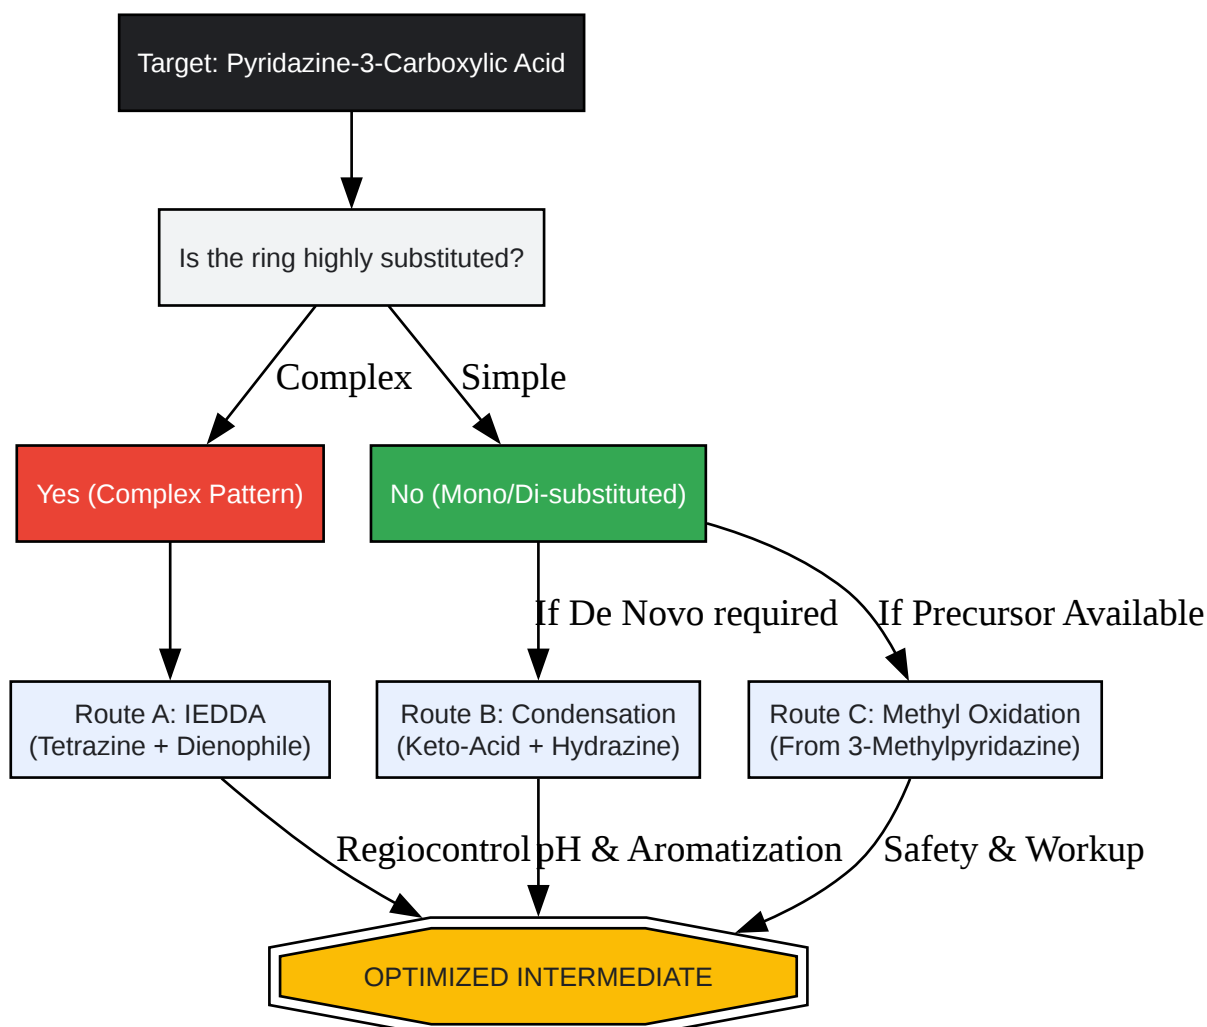 Target: Pyridazine-3-Carboxylic Acid
Is the ring highly substituted?
Complex
Simple
Yes (Complex Pattern)
No (Mono/Di-substituted)
If De Novo required
If Precursor Available
Route A: IEDDA
(Tetrazine + Dienophile)
Route B: Condensation
(Keto-Acid + Hydrazine)
Route C: Methyl Oxidation
(From 3-Methylpyridazine)
Regiocontrol
pH & Aromatization
Safety & Workup
OPTIMIZED INTERMEDIATE